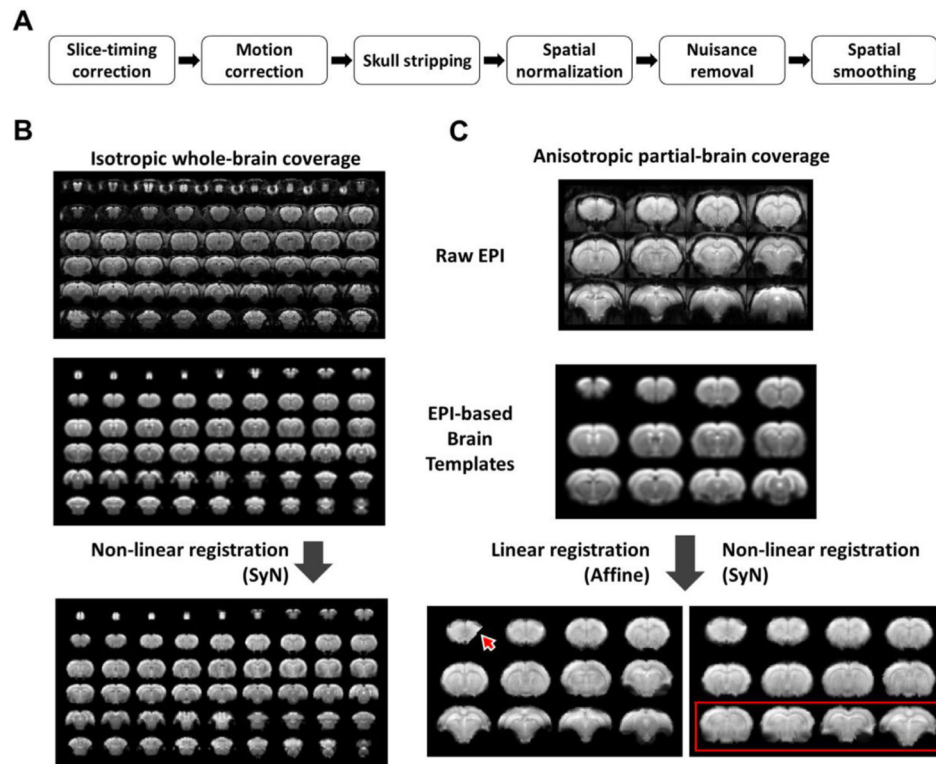 A
Slice-timing
correction
Motion
correction
Skull stripping
Spatial
normalization
Nuisance
removal
Spatial
smoothing
B
Isotropic whole-brain coverage
Non-linear registration
(SyN)
C
Anisotropic partial-brain coverage
Raw EPI
EPI-based
Brain
Templates
Linear registration
(Affine)
Non-linear registration
(SyN)